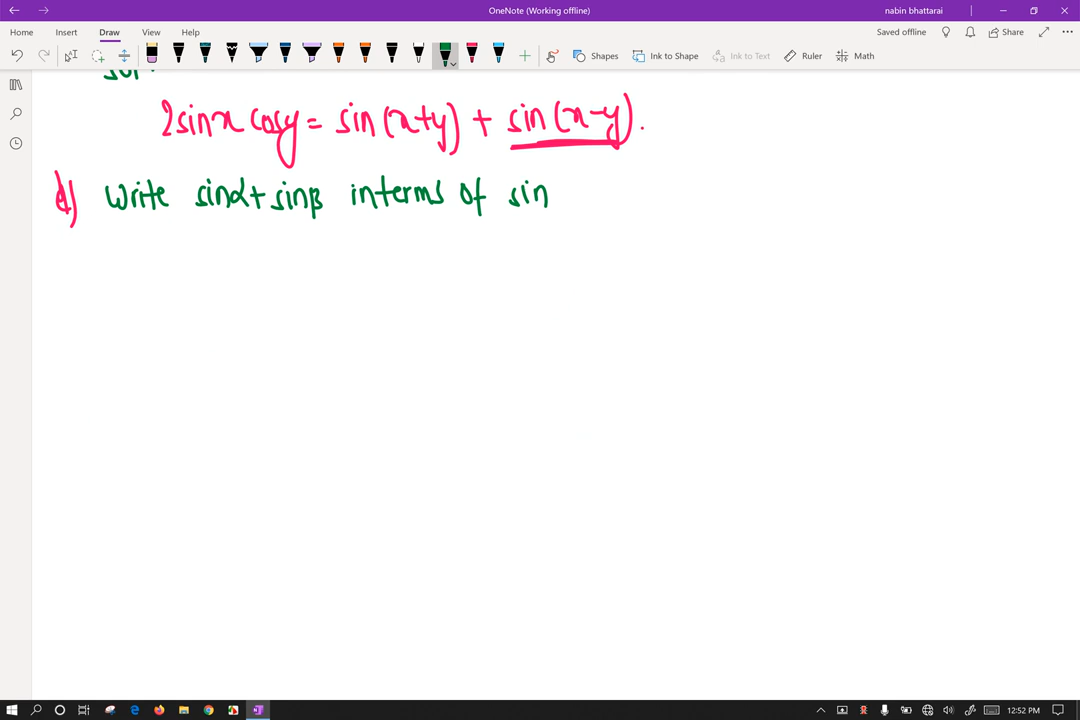 OneNote (Working offline)
nabin bhattarai
Home Insert Draw View Help
Saved offline
Share
Shapes
Ink to Shape
Ink to Text
Ruler
Math
2sinx cosy = sin(x+y) + sin(x-y).
d) Write sinα+sinβ interms of sin
12:52 PM